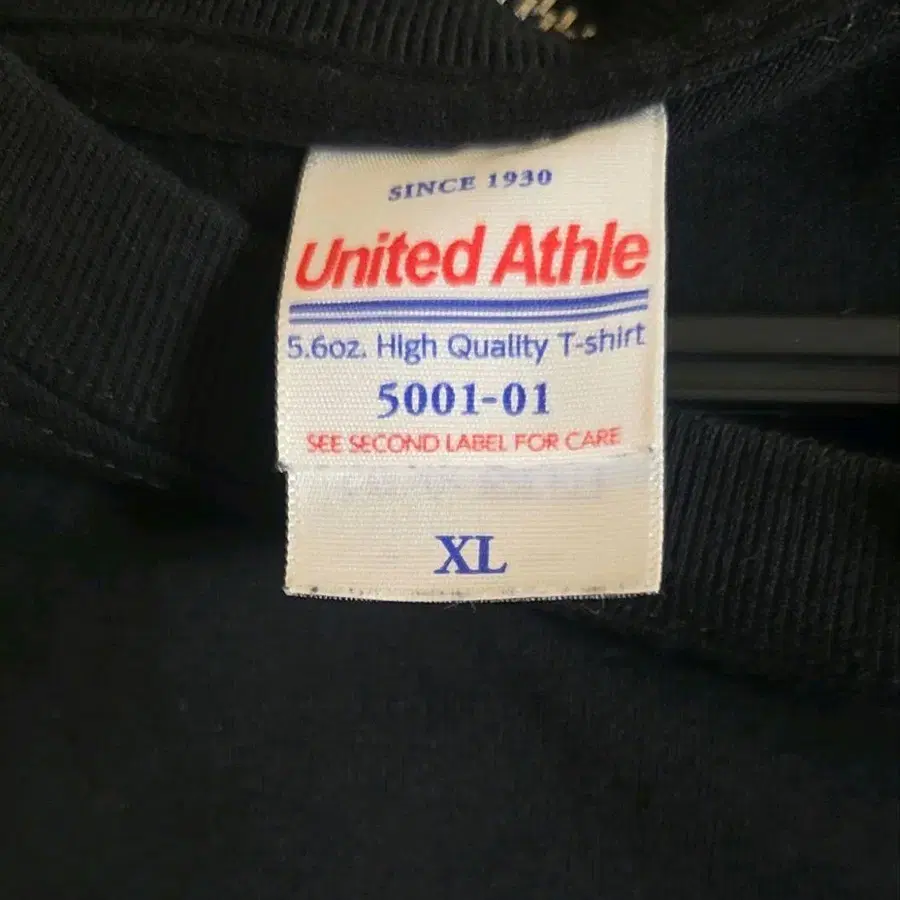 SINCE 1930
United Athle
5.6oz. High Quality T-shirt
5001-01
SEE SECOND LABEL FOR CARE
XL